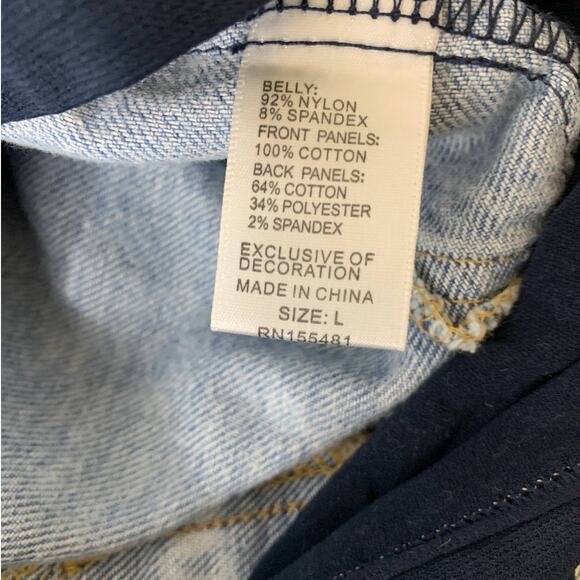 BELLY:
92% NYLON
8% SPANDEX
FRONT PANELS:
100% COTTON
BACK PANELS:
64% COTTON
34% POLYESTER
2% SPANDEX
EXCLUSIVE OF
DECORATION
MADE IN CHINA
SIZE: L
RN155481